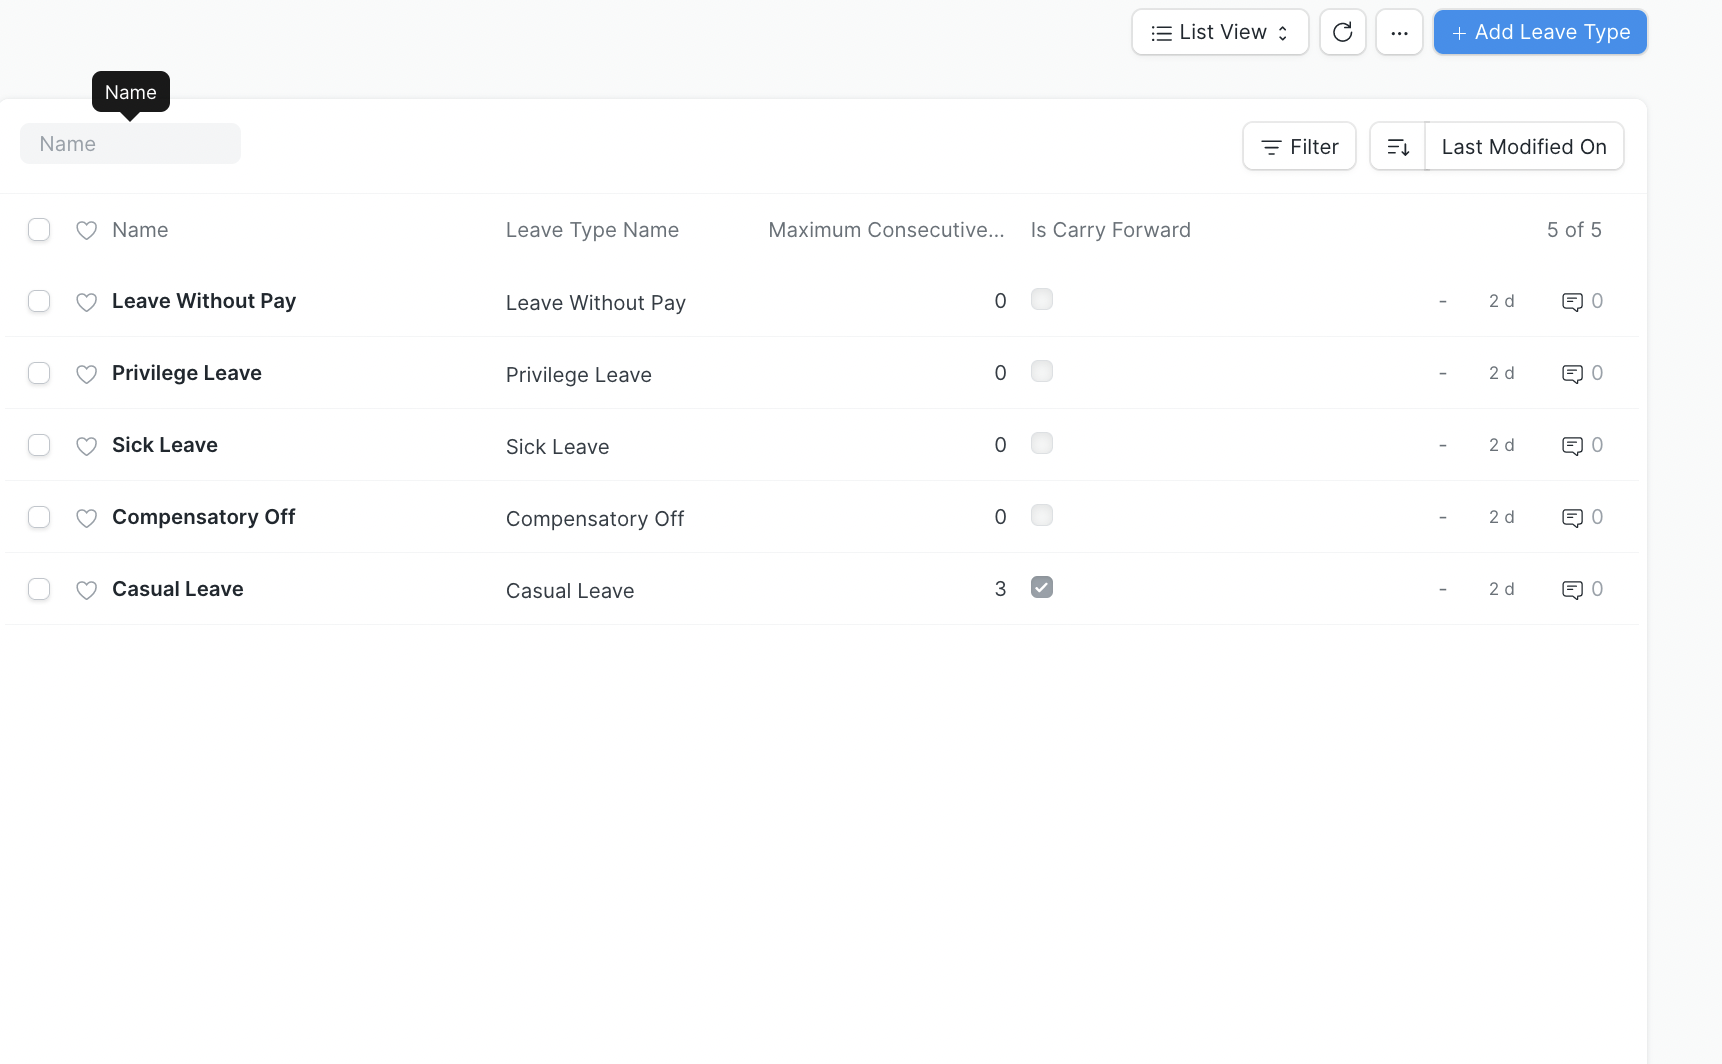 List View
...
+ Add Leave Type
Name
Name
Filter
Last Modified On
Name Leave Type Name Maximum Consecutive... Is Carry Forward 5 of 5
Leave Without Pay Leave Without Pay 0 - 2 d 0
Privilege Leave Privilege Leave 0 - 2 d 0
Sick Leave Sick Leave 0 - 2 d 0
Compensatory Off Compensatory Off 0 - 2 d 0
Casual Leave Casual Leave 3 - 2 d 0